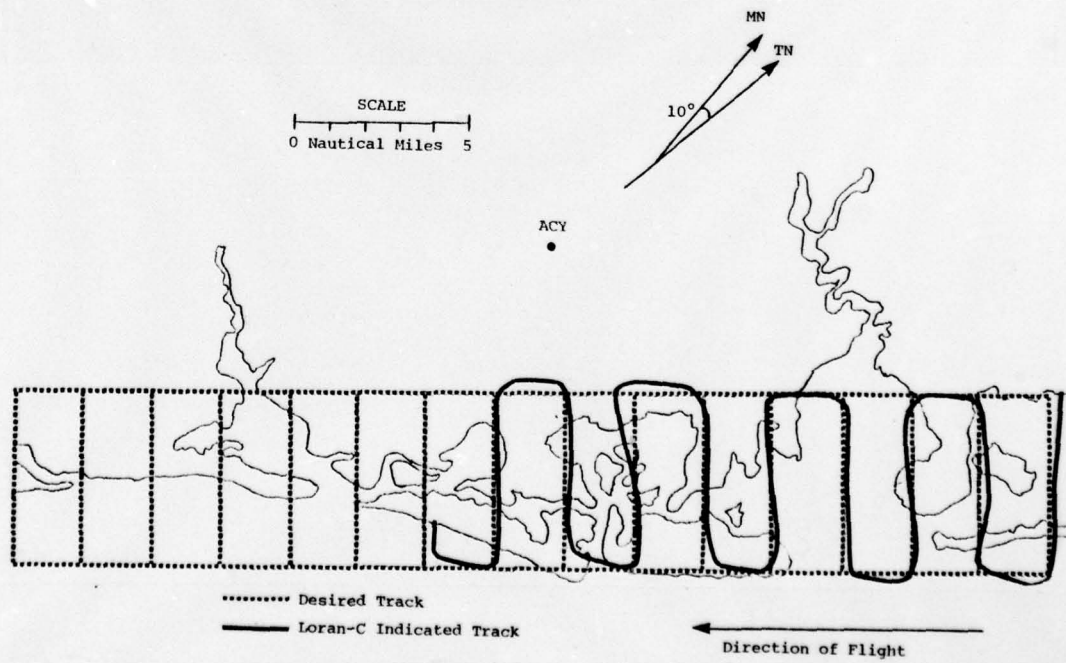 MN
TN
10°
SCALE
0 Nautical Miles 5
ACY
Desired Track
Loran-C Indicated Track
Direction of Flight